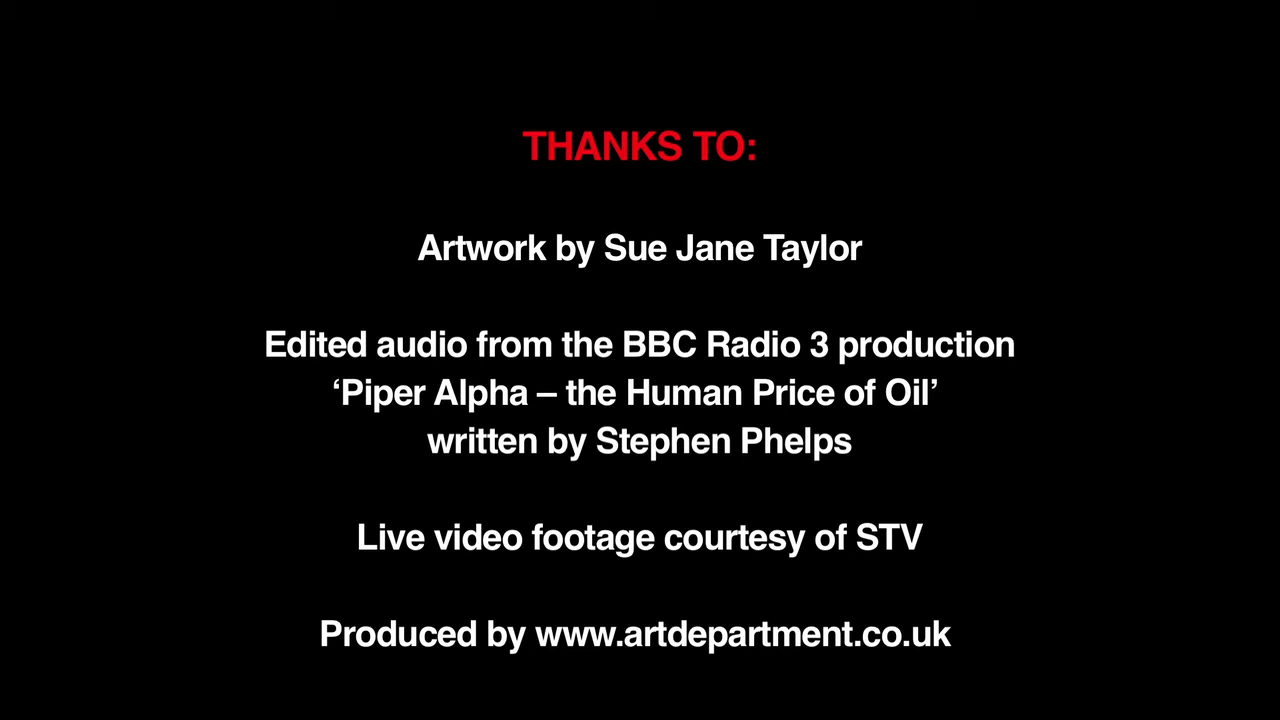 THANKS TO:
Artwork by Sue Jane Taylor
Edited audio from the BBC Radio 3 production
‘Piper Alpha – the Human Price of Oil’
written by Stephen Phelps
Live video footage courtesy of STV
Produced by www.artdepartment.co.uk